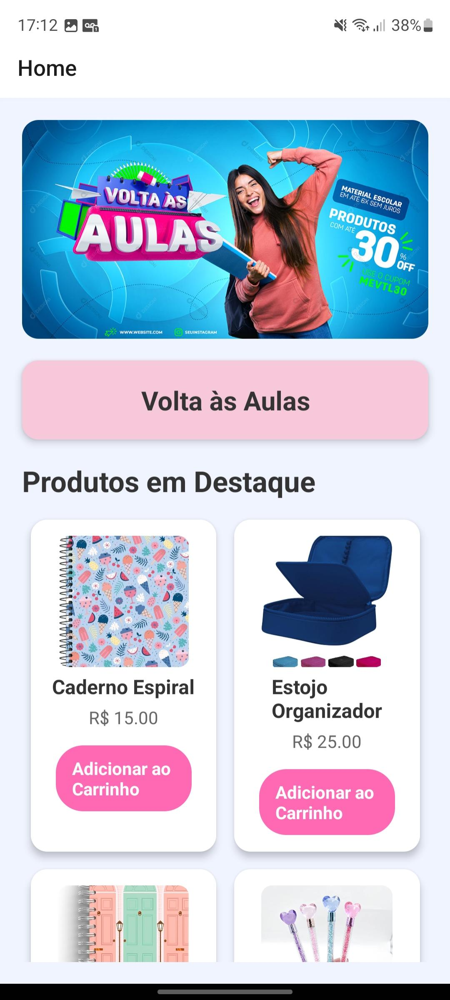 17:12
38%
Home
VOLTA ÀS
AULAS
MATERIAL ESCOLAR
EM ATÉ 6X SEM JUROS
PRODUTOS
COM ATÉ
30
%
OFF
USE O CUPOM
MEVTL30
WWW.WEBSITE.COM
SEUINSTAGRAM
Volta às Aulas
Produtos em Destaque
Caderno Espiral
R$ 15.00
Adicionar ao
Carrinho
Estojo
Organizador
R$ 25.00
Adicionar ao
Carrinho